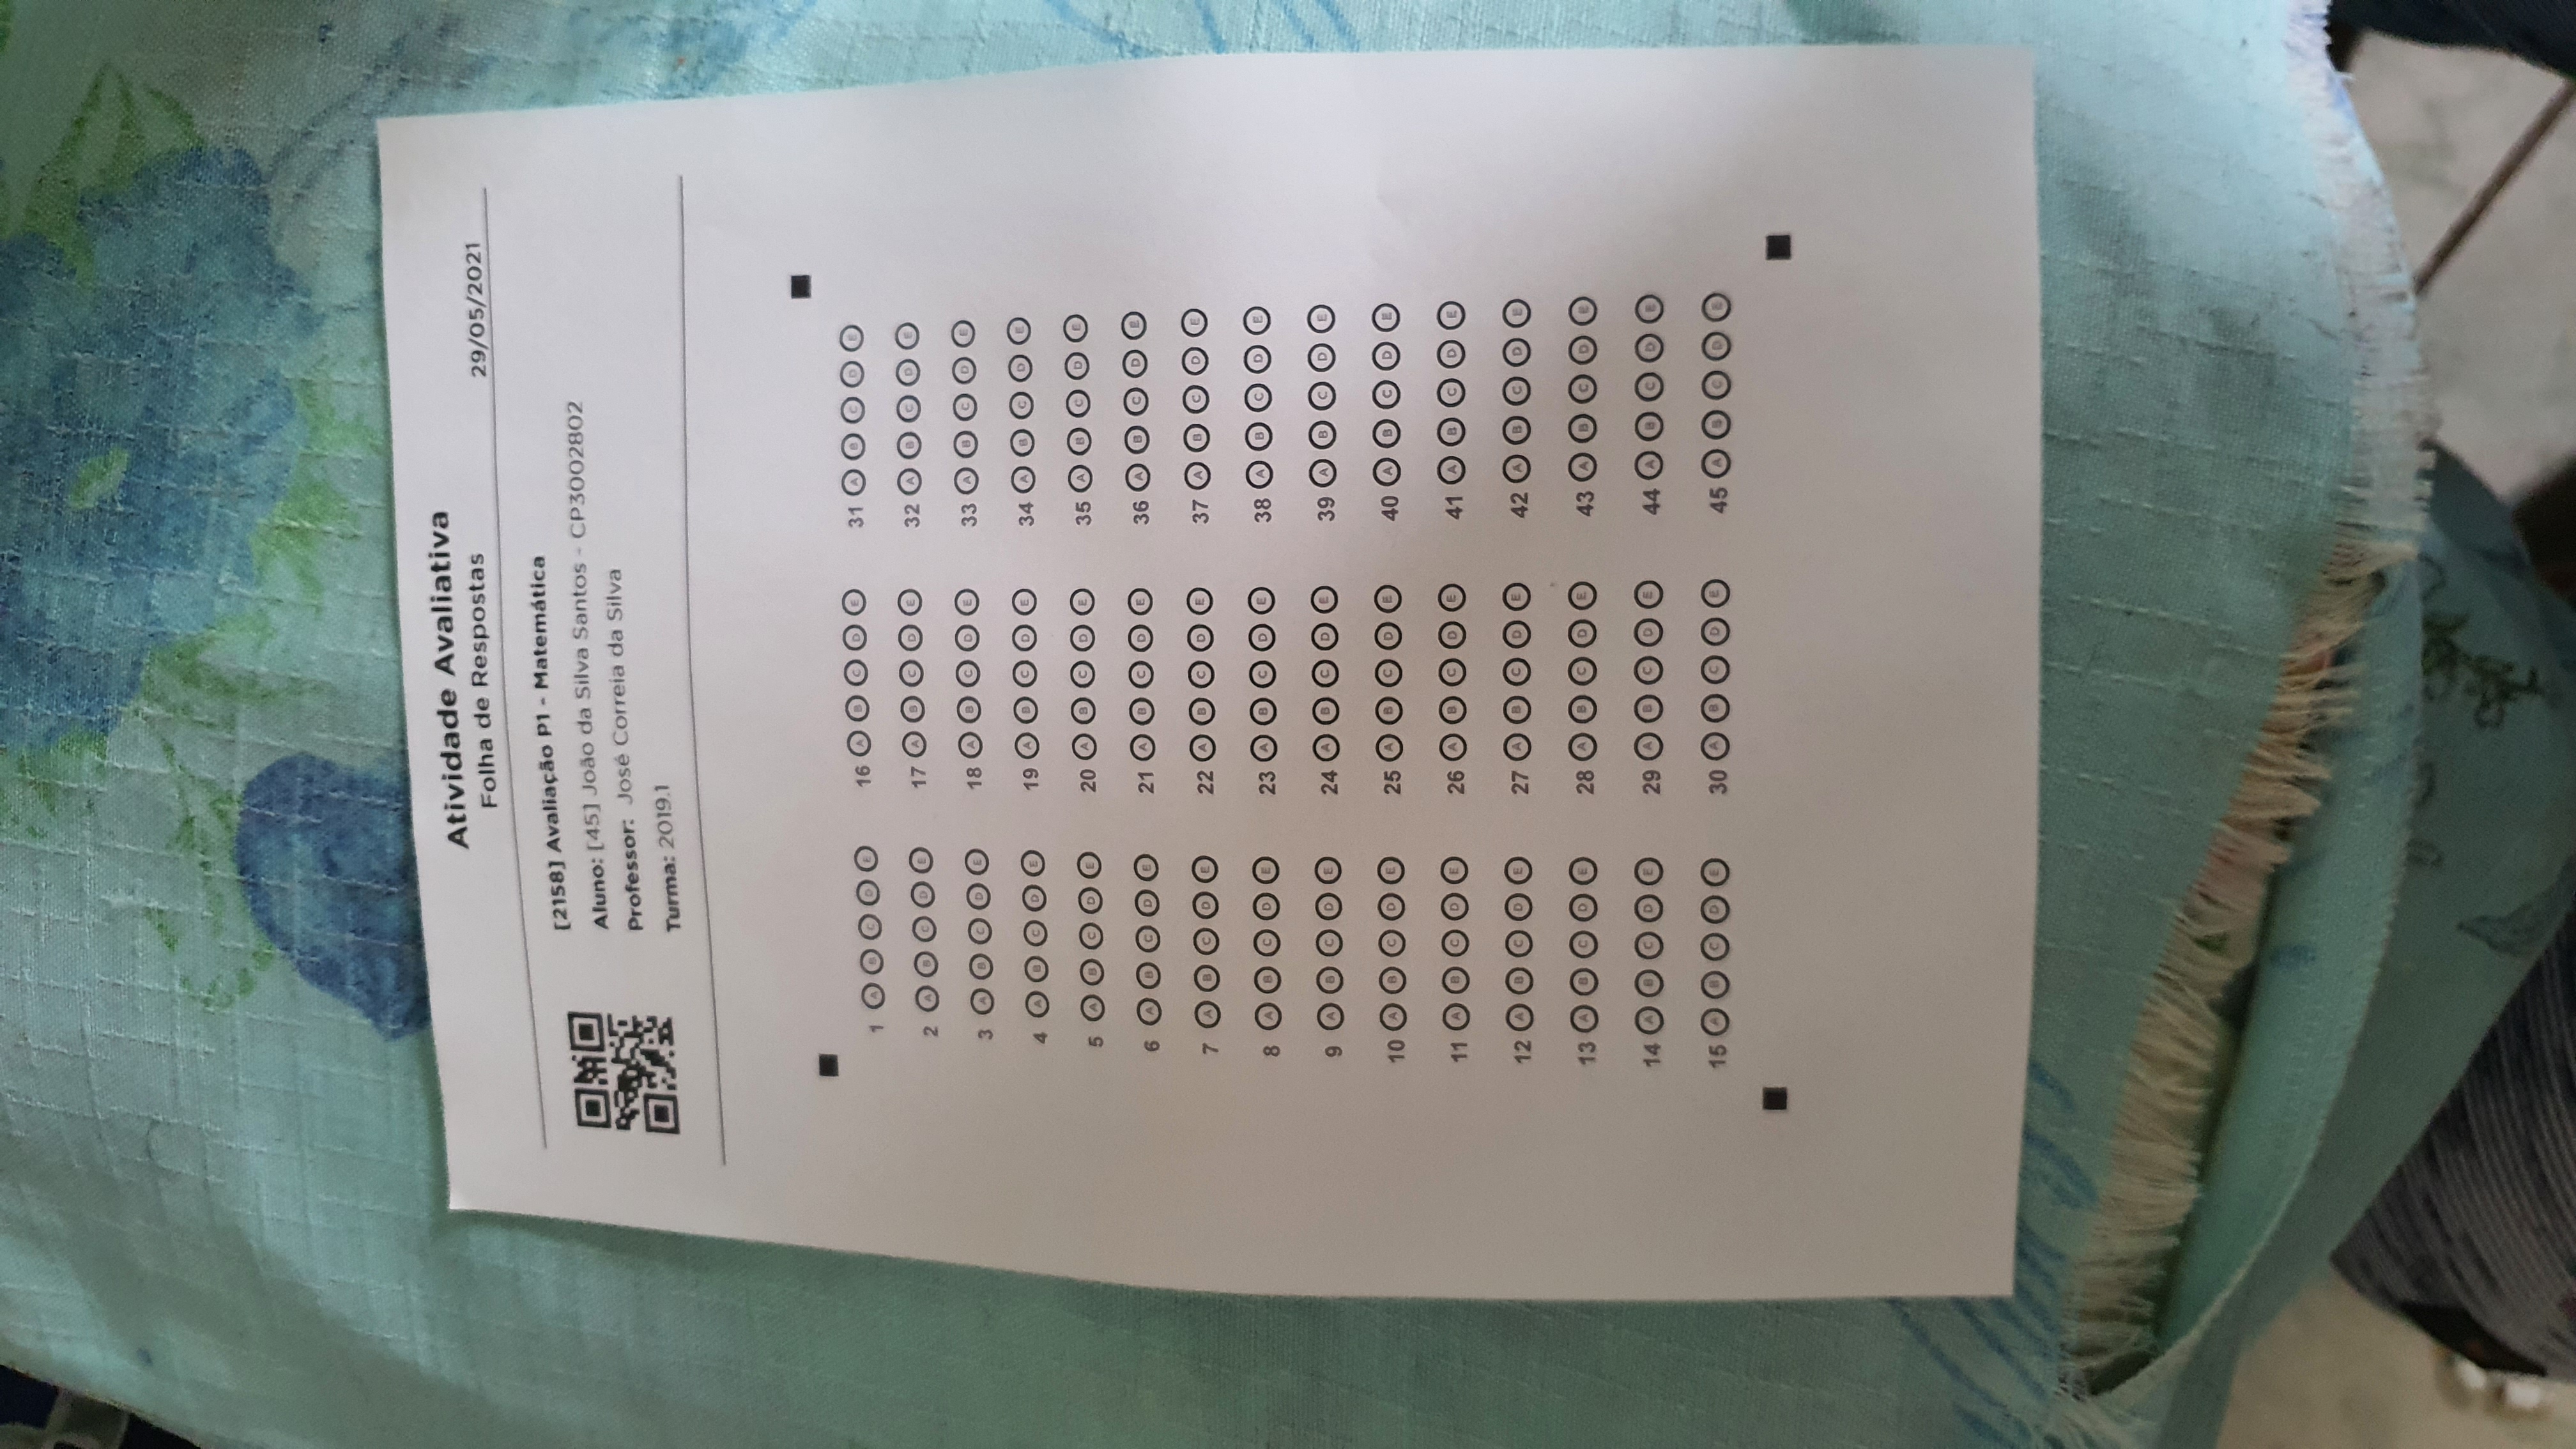 Atividade Avaliativa
Folha de Respostas
29/05/2021
[2158] Avaliação P1 - Matemática
Aluno: [45] João da Silva Santos - CP3002802
Professor: José Correia da Silva
Turma: 2019.1
1 A B C D E 16 A B C D E 31 A B C D E
2 A B C D E 17 A B C D E 32 A B C D E
3 A B C D E 18 A B C D E 33 A B C D E
4 A B C D E 19 A B C D E 34 A B C D E
5 A B C D E 20 A B C D E 35 A B C D E
6 A B C D E 21 A B C D E 36 A B C D E
7 A B C D E 22 A B C D E 37 A B C D E
8 A B C D E 23 A B C D E 38 A B C D E
9 A B C D E 24 A B C D E 39 A B C D E
10 A B C D E 25 A B C D E 40 A B C D E
11 A B C D E 26 A B C D E 41 A B C D E
12 A B C D E 27 A B C D E 42 A B C D E
13 A B C D E 28 A B C D E 43 A B C D E
14 A B C D E 29 A B C D E 44 A B C D E
15 A B C D E 30 A B C D E 45 A B C D E